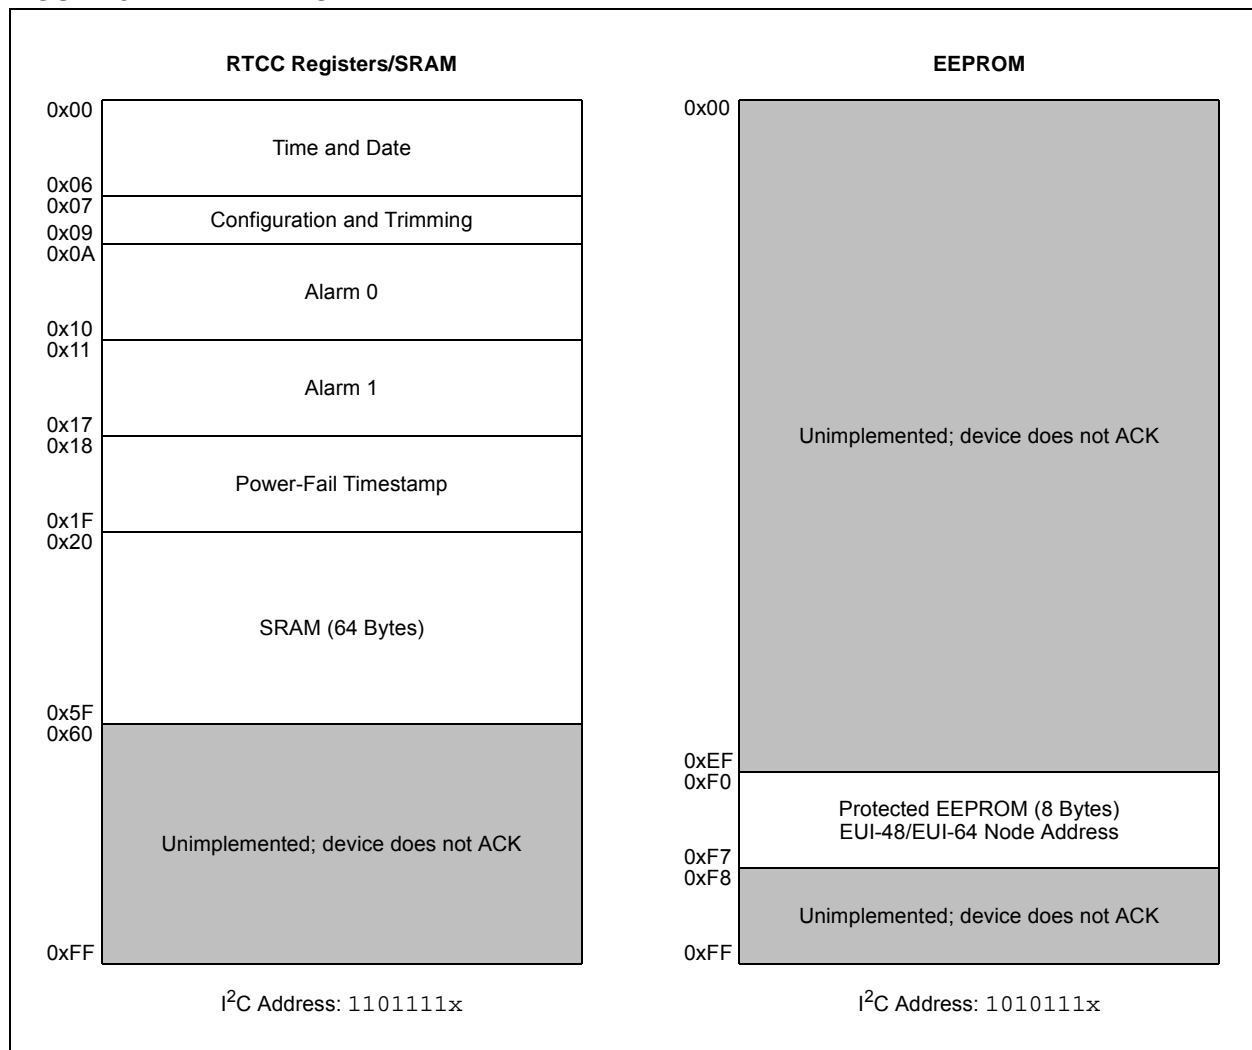 RTCC Registers/SRAM
0x00
Time and Date
0x06
0x07
Configuration and Trimming
0x09
0x0A
Alarm 0
0x10
0x11
Alarm 1
0x17
0x18
Power-Fail Timestamp
0x1F
0x20
SRAM (64 Bytes)
0x5F
0x60
Unimplemented; device does not ACK
0xFF
I2C Address: 1101111x
EEPROM
0x00
Unimplemented; device does not ACK
0xEF
0xF0
Protected EEPROM (8 Bytes)
EUI-48/EUI-64 Node Address
0xF7
0xF8
Unimplemented; device does not ACK
0xFF
I2C Address: 1010111x